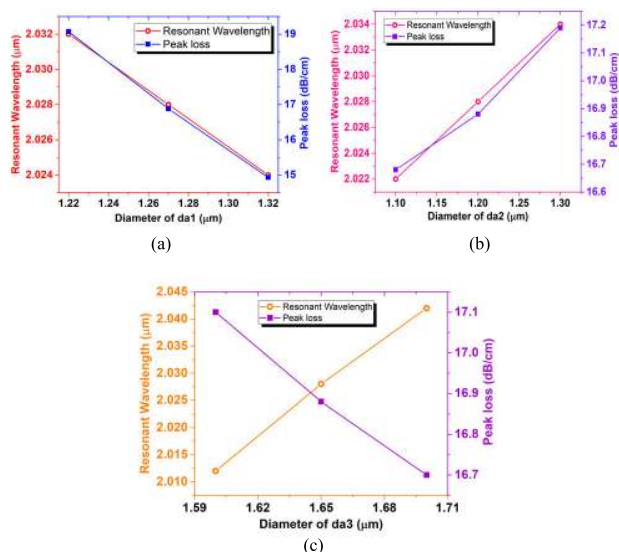 Resonant Wavelength
Peak loss
Resonant Wavelength (μm)
2.032
2.028
2.024
Peak loss (dB/cm)
19
18
17
16
15
1.22 1.24 1.26 1.28 1.30 1.32
Diameter of da1 (μm)
(a)
Resonant Wavelength
Peak loss
Resonant Wavelength (μm)
2.034
2.032
2.030
2.028
2.026
2.024
2.022
Peak loss (dB/cm)
17.2
17.1
17.0
16.9
16.8
16.7
16.6
1.10 1.15 1.20 1.25 1.30
Diameter of da2 (μm)
(b)
Resonant Wavelength
Peak loss
Resonant Wavelength (μm)
2.045
2.040
2.035
2.030
2.025
2.020
2.015
2.010
Peak loss (dB/cm)
17.1
17.0
16.9
16.8
16.7
1.59 1.62 1.65 1.68 1.71
Diameter of da3 (μm)
(c)